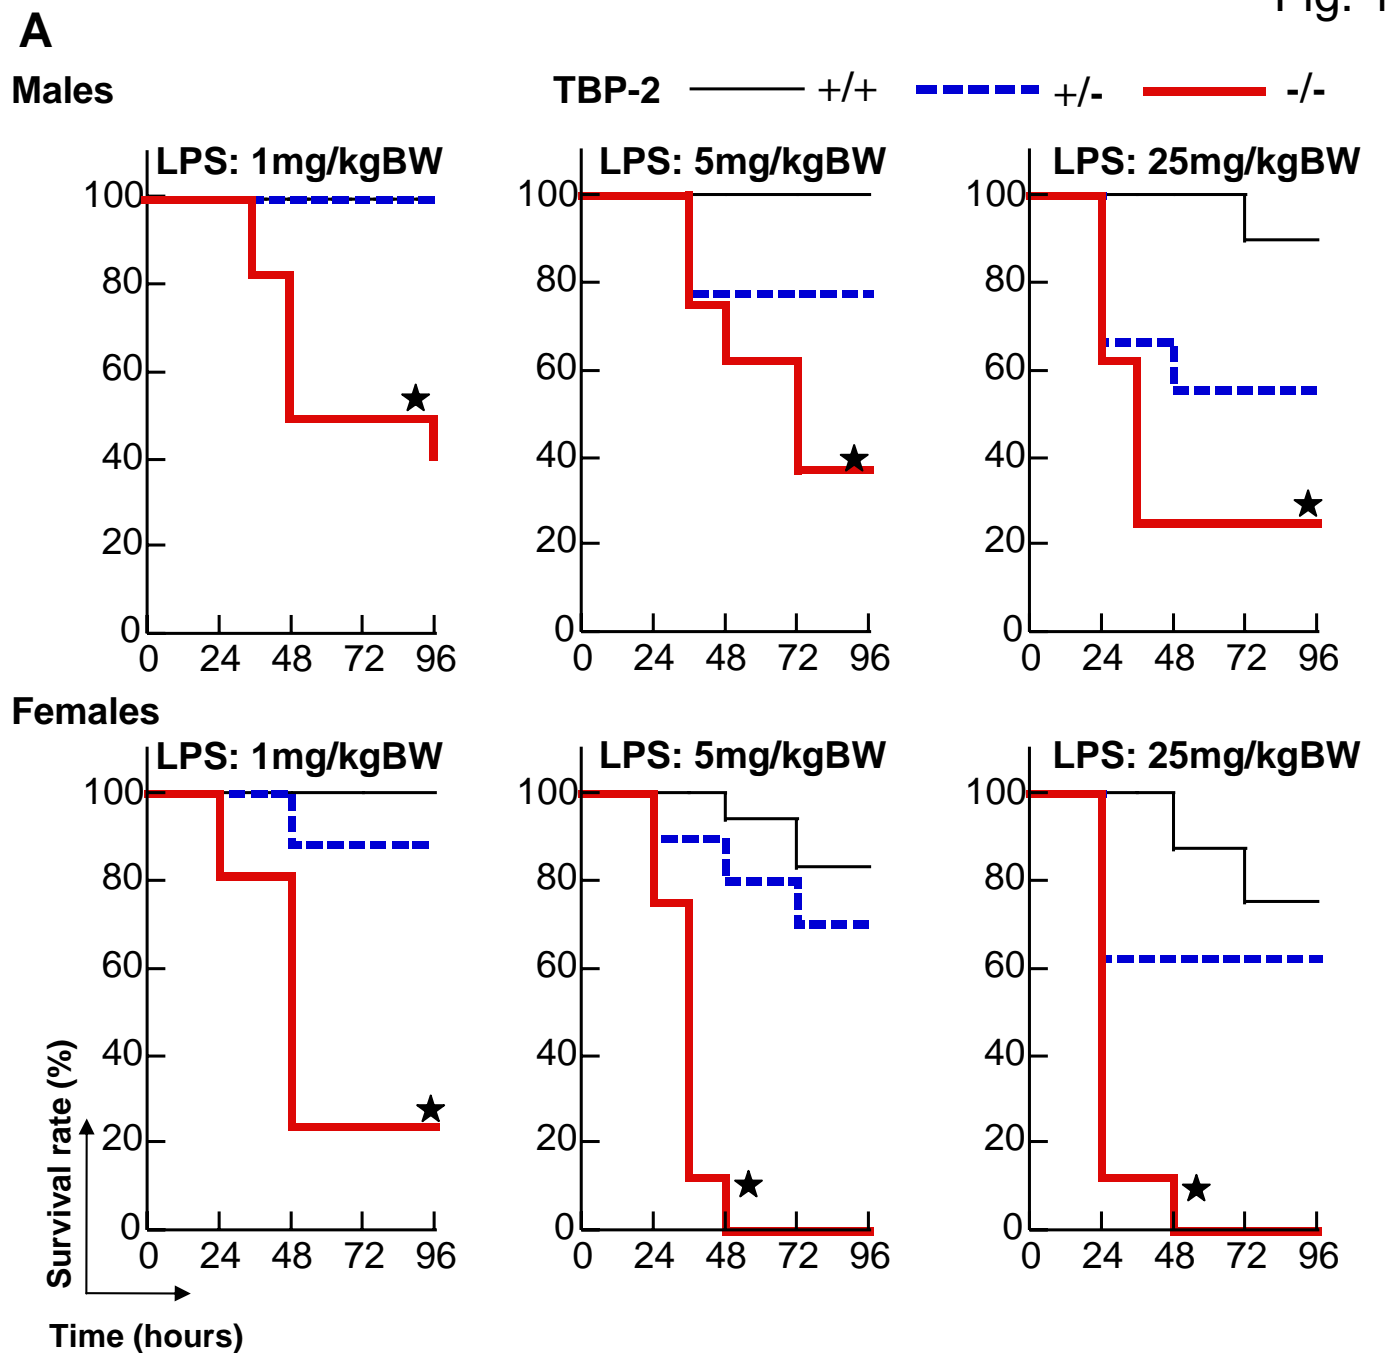 Fig. 1
A
Males
TBP-2 +/+ +/- -/-
LPS: 1mg/kgBW LPS: 5mg/kgBW LPS: 25mg/kgBW
100 100 100
80 80 80
60 60 60
40 40 40
20 20 20
0 0 0
0 24 48 72 96 0 24 48 72 96 0 24 48 72 96
Females
LPS: 1mg/kgBW LPS: 5mg/kgBW LPS: 25mg/kgBW
100 100 100
80 80 80
60 60 60
40 40 40
20 20 20
0 0 0
0 24 48 72 96 0 24 48 72 96 0 24 48 72 96
Survival rate (%)
Time (hours)